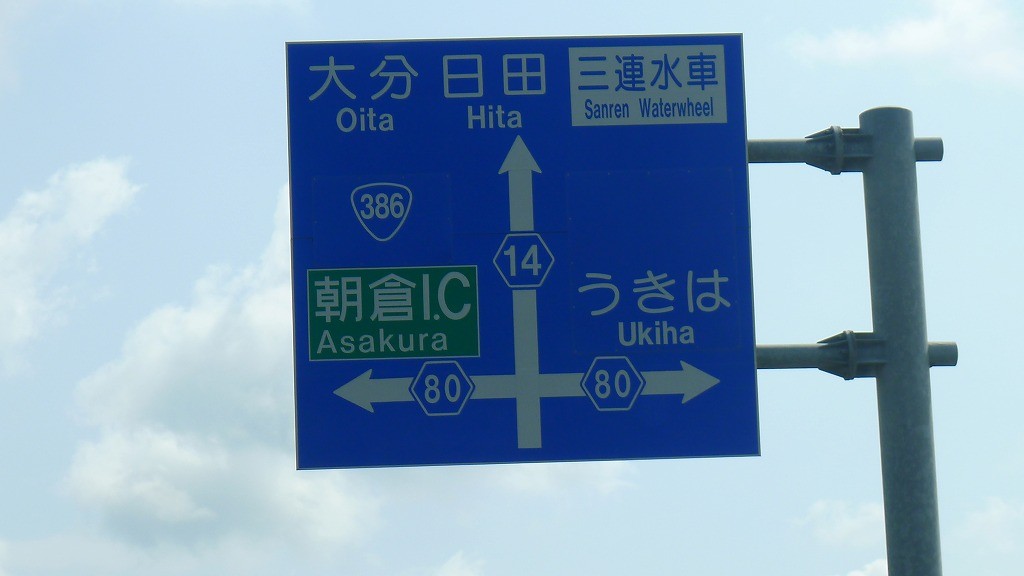 大分 日田
Oita Hita
三連水車
Sanren Waterwheel
386
14
朝倉I.C
Asakura
うきは
Ukiha
80
80